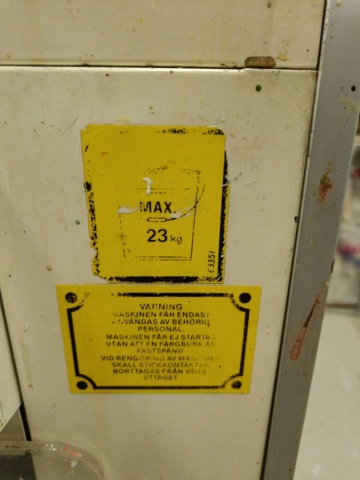 MAX
23 kg
6335/
VARNING
MASKINEN FÅR ENDAST
ANVÄNDAS AV BEHÖRIG
PERSONAL.
MASKINEN FÅR EJ STARTAS
UTAN ATT EN FÄRGBURK ÄR
FASTSPÄND
VID RENGÖRING AV MASKINEN
SKALL STICKKONTAKTEN
BORTTAGAS FRÅN VÄGG
UTTAGET